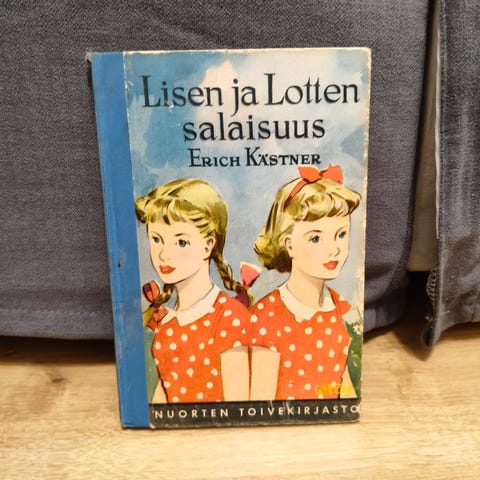 Lisen ja Lotten
salaisuus
ERICH KÄSTNER
NUORTEN TOIVEKIRJASTO